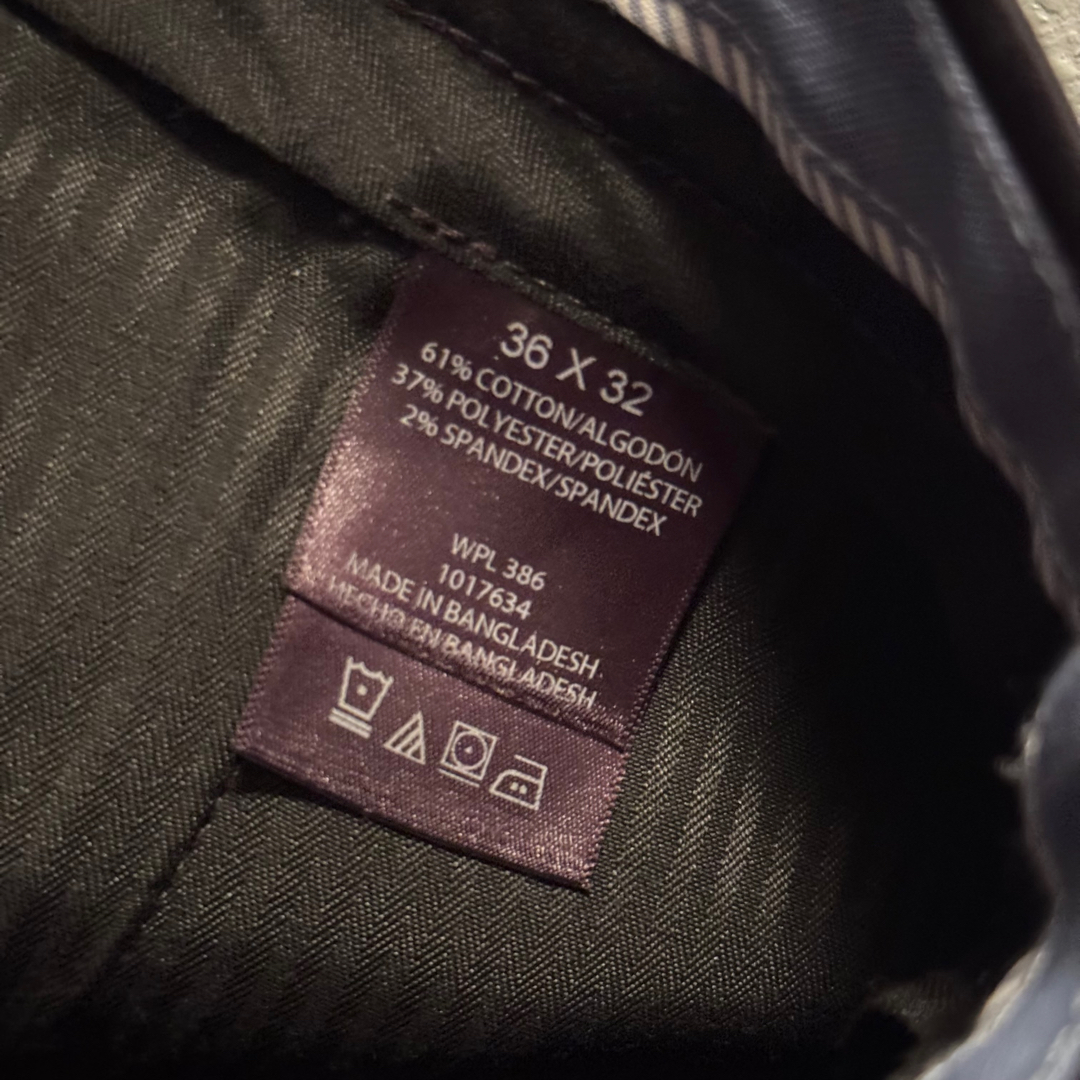 36 X 32
61% COTTON/ALGODÓN
37% POLYESTER/POLIÉSTER
2% SPANDEX/SPANDEX
WPL 386
1017634
MADE IN BANGLADESH
HECHO EN BANGLADESH